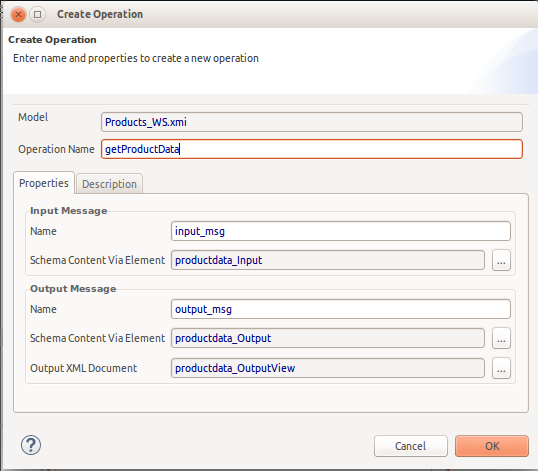 Create Operation
Create Operation
Enter name and properties to create a new operation
Model Products_WS.xmi
Operation Name getProductData
Properties Description
Input Message
Name input_msg
Schema Content Via Element productdata_Input ...
Output Message
Name output_msg
Schema Content Via Element productdata_Output ...
Output XML Document productdata_OutputView ...
? Cancel OK